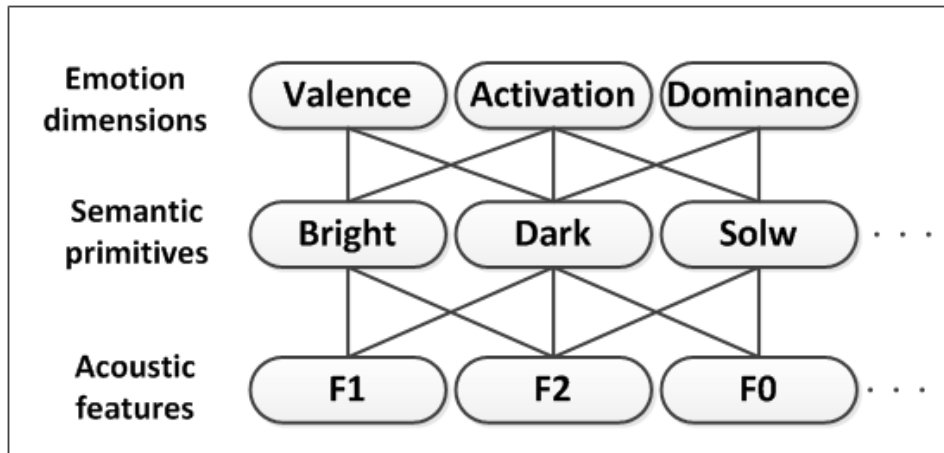 Emotion
dimensions
Valence
Activation
Dominance
Semantic
primitives
Bright
Dark
Solw
. . .
Acoustic
features
F1
F2
F0
. . .